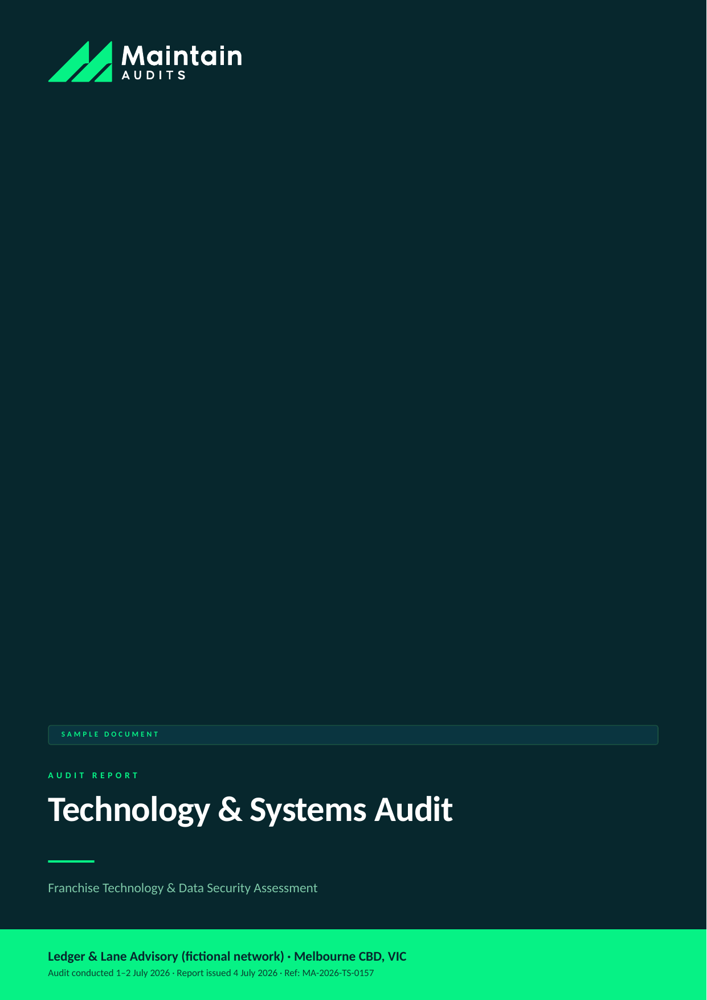 Maintain
AUDITS
SAMPLE DOCUMENT
AUDIT REPORT
Technology & Systems Audit
Franchise Technology & Data Security Assessment
Ledger & Lane Advisory (fictional network) · Melbourne CBD, VIC
Audit conducted 1–2 July 2026 · Report issued 4 July 2026 · Ref: MA-2026-TS-0157